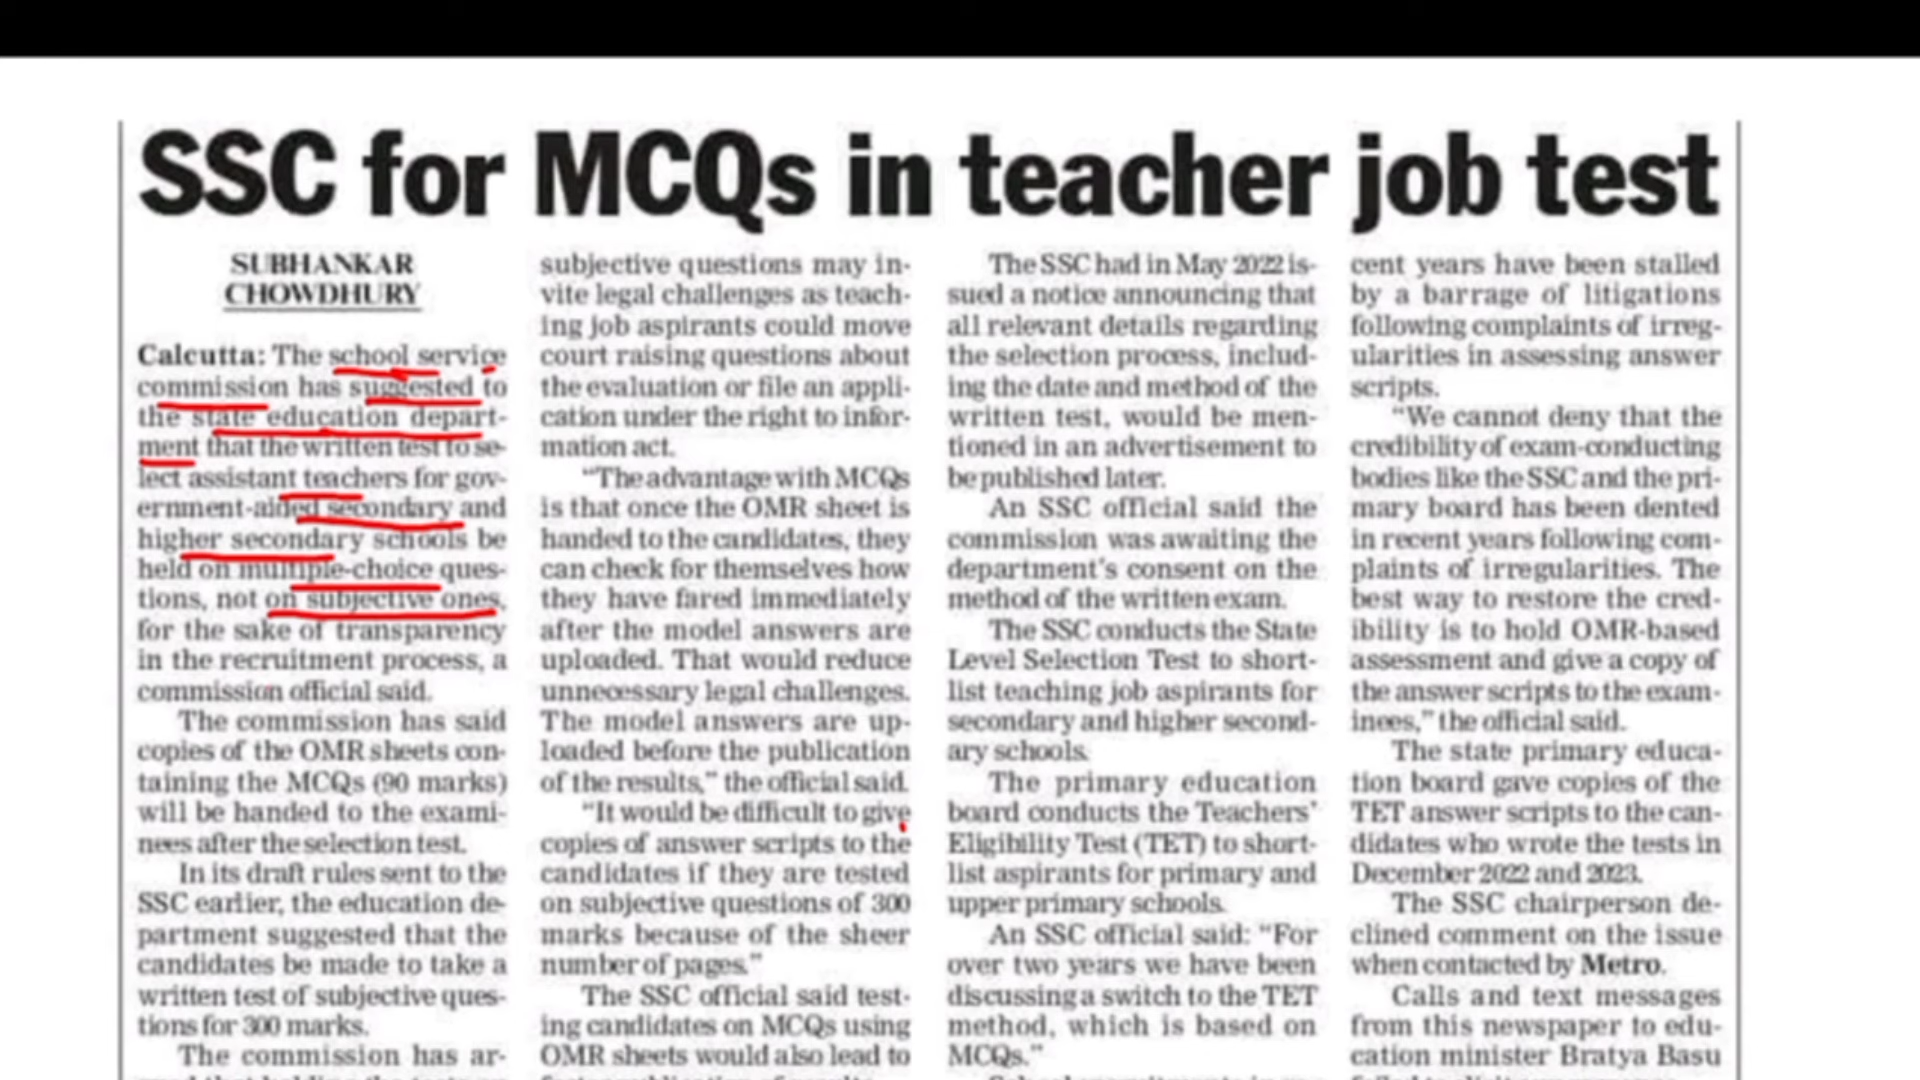 SSC for MCQs in teacher job test
SUBHANKAR
CHOWDHURY
Calcutta: The school service
commission has suggested to
the state education depart-
ment that the written test to se-
lect assistant teachers for gov-
ernment-aided secondary and
higher secondary schools be
held on multiple-choice ques-
tions, not on subjective ones,
for the sake of transparency
in the recruitment process, a
commission official said.
The commission has said
copies of the OMR sheets con-
taining the MCQs (90 marks)
will be handed to the exami-
nees after the selection test.
In its draft rules sent to the
SSC earlier, the education de-
partment suggested that the
candidates be made to take a
written test of subjective ques-
tions for 300 marks.
The commission has ar-
subjective questions may in-
vite legal challenges as teach-
ing job aspirants could move
court raising questions about
the evaluation or file an appli-
cation under the right to infor-
mation act.
“The advantage with MCQs
is that once the OMR sheet is
handed to the candidates, they
can check for themselves how
they have fared immediately
after the model answers are
uploaded. That would reduce
unnecessary legal challenges.
The model answers are up-
loaded before the publication
of the results,” the official said.
“It would be difficult to give
copies of answer scripts to the
candidates if they are tested
on subjective questions of 300
marks because of the sheer
number of pages.”
The SSC official said test-
ing candidates on MCQs using
OMR sheets would also lead to
The SSC had in May 2022 is-
sued a notice announcing that
all relevant details regarding
the selection process, includ-
ing the date and method of the
written test, would be men-
tioned in an advertisement to
be published later.
An SSC official said the
commission was awaiting the
department’s consent on the
method of the written exam.
The SSC conducts the State
Level Selection Test to short-
list teaching job aspirants for
secondary and higher second-
ary schools.
The primary education
board conducts the Teachers’
Eligibility Test (TET) to short-
list aspirants for primary and
upper primary schools.
An SSC official said: “For
over two years we have been
discussing a switch to the TET
method, which is based on
MCQs.”
cent years have been stalled
by a barrage of litigations
following complaints of irreg-
ularities in assessing answer
scripts.
“We cannot deny that the
credibility of exam-conducting
bodies like the SSC and the pri-
mary board has been dented
in recent years following com-
plaints of irregularities. The
best way to restore the cred-
ibility is to hold OMR-based
assessment and give a copy of
the answer scripts to the exam-
inees,” the official said.
The state primary educa-
tion board gave copies of the
TET answer scripts to the can-
didates who wrote the tests in
December 2022 and 2023.
The SSC chairperson de-
clined comment on the issue
when contacted by Metro.
Calls and text messages
from this newspaper to edu-
cation minister Bratya Basu